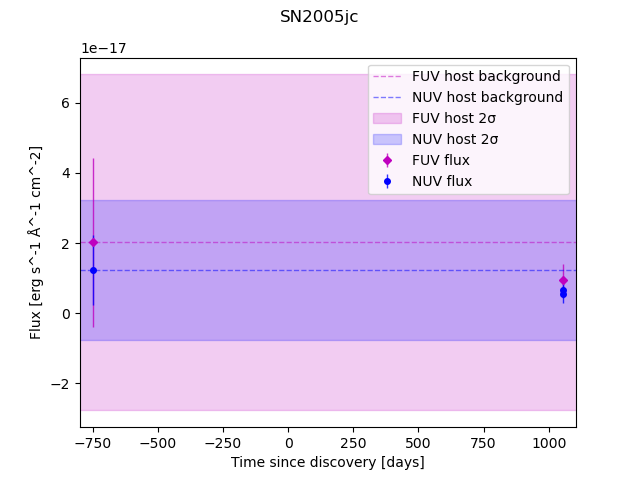 SN2005jc
1e−17
FUV host background
NUV host background
FUV host 2σ
NUV host 2σ
FUV flux
NUV flux
6
4
2
0
−2
Flux [erg s^-1 Å^-1 cm^-2]
−750 −500 −250 0 250 500 750 1000
Time since discovery [days]